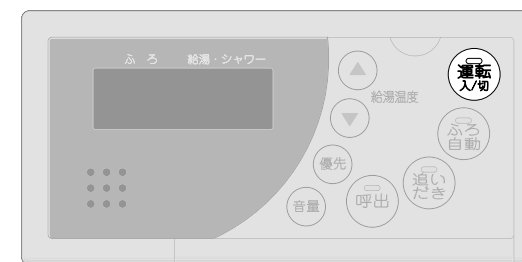 ふろ 給湯・シャワー
運転
入/切
給湯温度
ふろ
自動
優先
追い
だき
音量
呼出